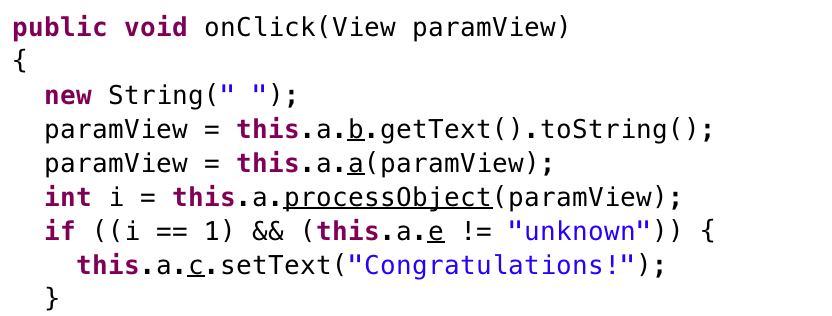 public void onClick(View paramView)
{
  new String(" ");
  paramView = this.a.b.getText().toString();
  paramView = this.a.a(paramView);
  int i = this.a.processObject(paramView);
  if ((i == 1) && (this.a.e != "unknown")) {
    this.a.c.setText("Congratulations!");
  }